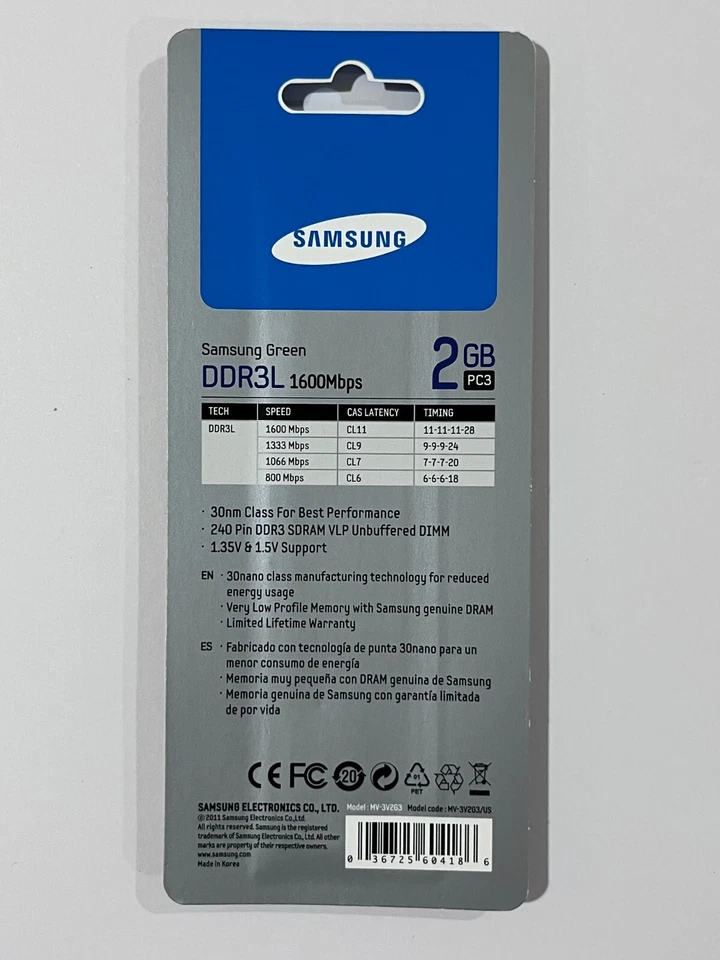 SAMSUNG
Samsung Green
DDR3L 1600Mbps
2 GB
PC3
TECH SPEED CAS LATENCY TIMING
DDR3L 1600 Mbps CL11 11-11-11-28
1333 Mbps CL9 9-9-9-24
1066 Mbps CL7 7-7-7-20
800 Mbps CL6 6-6-6-18
· 30nm Class For Best Performance
· 240 Pin DDR3 SDRAM VLP Unbuffered DIMM
· 1.35V & 1.5V Support
EN · 30nano class manufacturing technology for reduced
energy usage
· Very Low Profile Memory with Samsung genuine DRAM
· Limited Lifetime Warranty
ES · Fabricado con tecnología de punta 30nano para un
menor consumo de energía
· Memoria muy pequeña con DRAM genuina de Samsung
· Memoria genuina de Samsung con garantía limitada
de por vida
CE FC 20 91
PET
SAMSUNG ELECTRONICS CO., LTD. Model : MV-3V2G3 Model code : MV-3V2G3/US
℗ 2011 Samsung Electronics Co., Ltd.
All rights reserved. Samsung is the registered
trademark of Samsung Electronics Co., Ltd. All other
marks are property of their respective owners.
www.samsung.com
Made in Korea
0 36725 60418 6